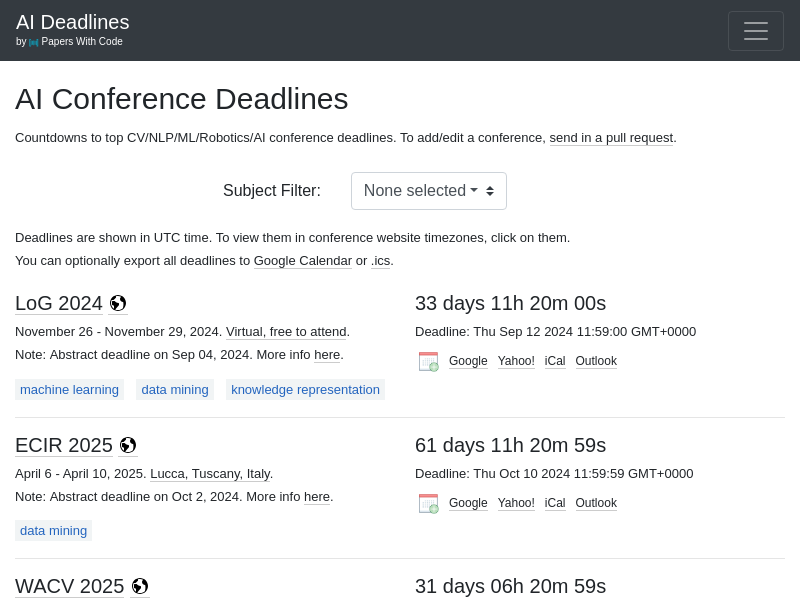 AI Deadlines
by Papers With Code
AI Conference Deadlines
Countdowns to top CV/NLP/ML/Robotics/AI conference deadlines. To add/edit a conference, send in a pull request.
Subject Filter: None selected
Deadlines are shown in UTC time. To view them in conference website timezones, click on them.
You can optionally export all deadlines to Google Calendar or .ics.
LoG 2024
November 26 - November 29, 2024. Virtual, free to attend.
Note: Abstract deadline on Sep 04, 2024. More info here.
machine learning data mining knowledge representation
33 days 11h 20m 00s
Deadline: Thu Sep 12 2024 11:59:00 GMT+0000
Google Yahoo! iCal Outlook
ECIR 2025
April 6 - April 10, 2025. Lucca, Tuscany, Italy.
Note: Abstract deadline on Oct 2, 2024. More info here.
data mining
61 days 11h 20m 59s
Deadline: Thu Oct 10 2024 11:59:59 GMT+0000
Google Yahoo! iCal Outlook
WACV 2025
31 days 06h 20m 59s